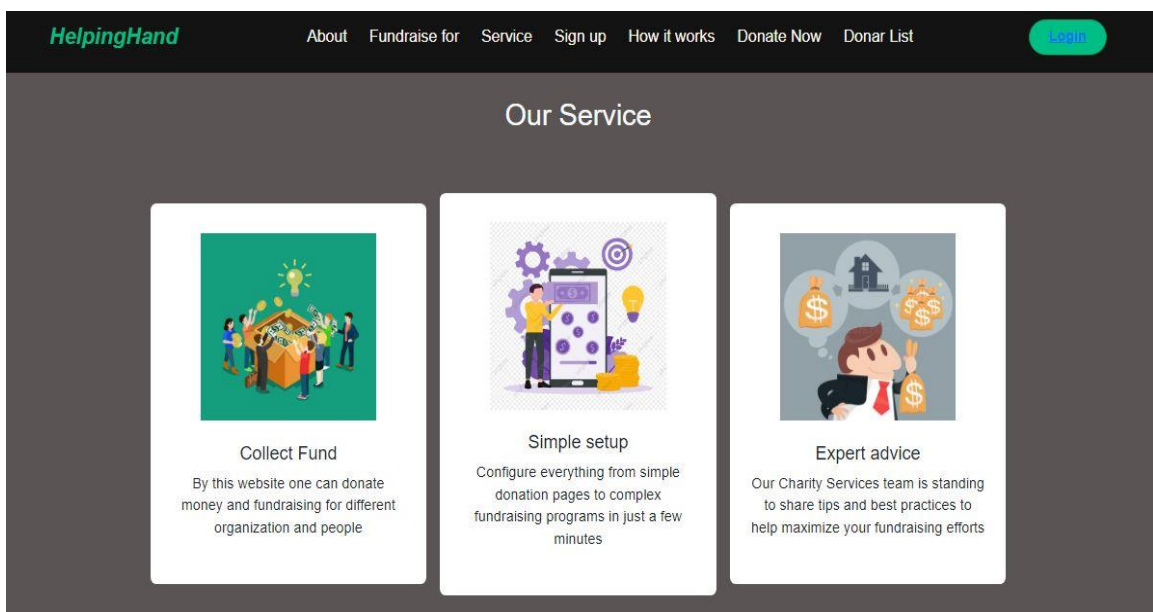 HelpingHand About Fundraise for Service Sign up How it works Donate Now Donar List Login
Our Service
Collect Fund
By this website one can donate
money and fundraising for different
organization and people
Simple setup
Configure everything from simple
donation pages to complex
fundraising programs in just a few
minutes
Expert advice
Our Charity Services team is standing
to share tips and best practices to
help maximize your fundraising efforts